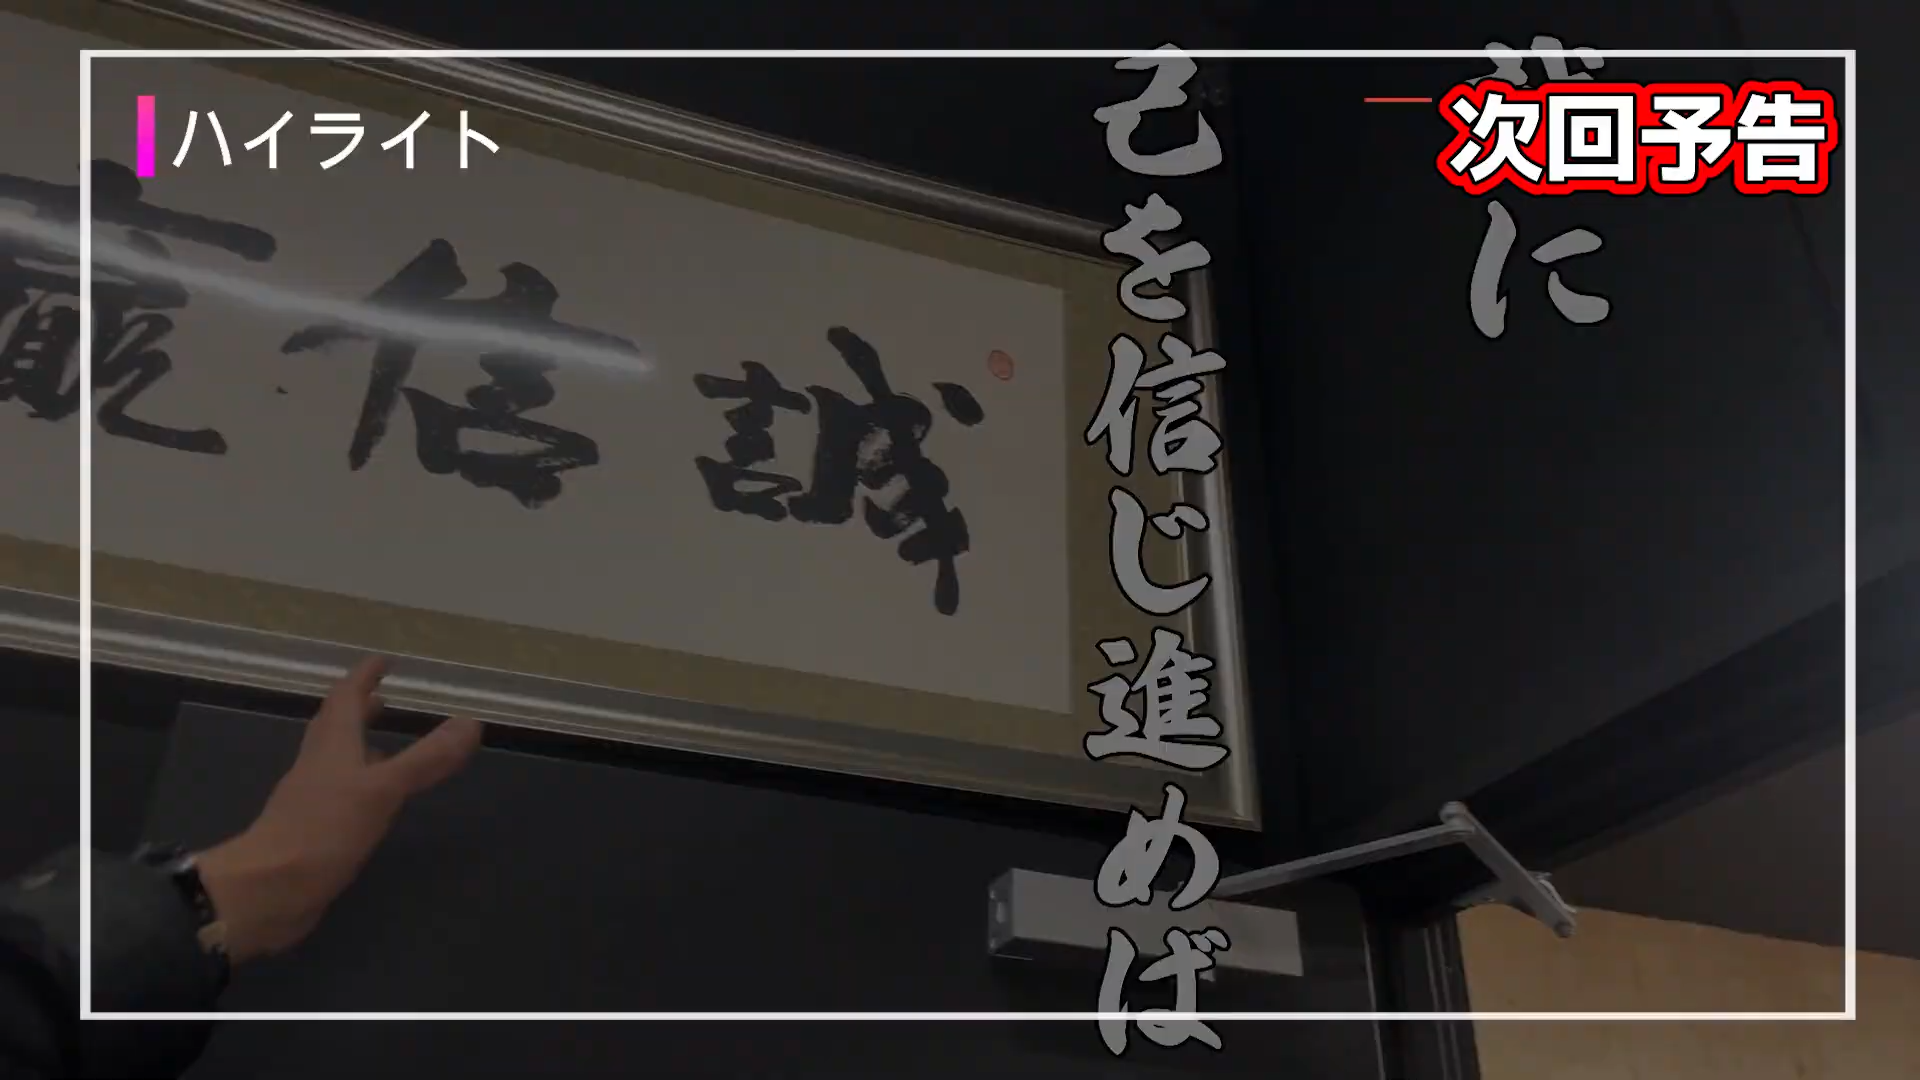 ハイライト
次回予告
に
己を信じ進めば
誠信